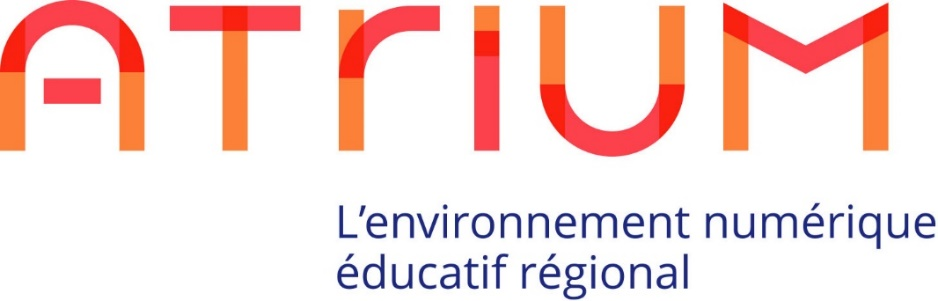 ATriUM
L’environnement numérique
éducatif régional